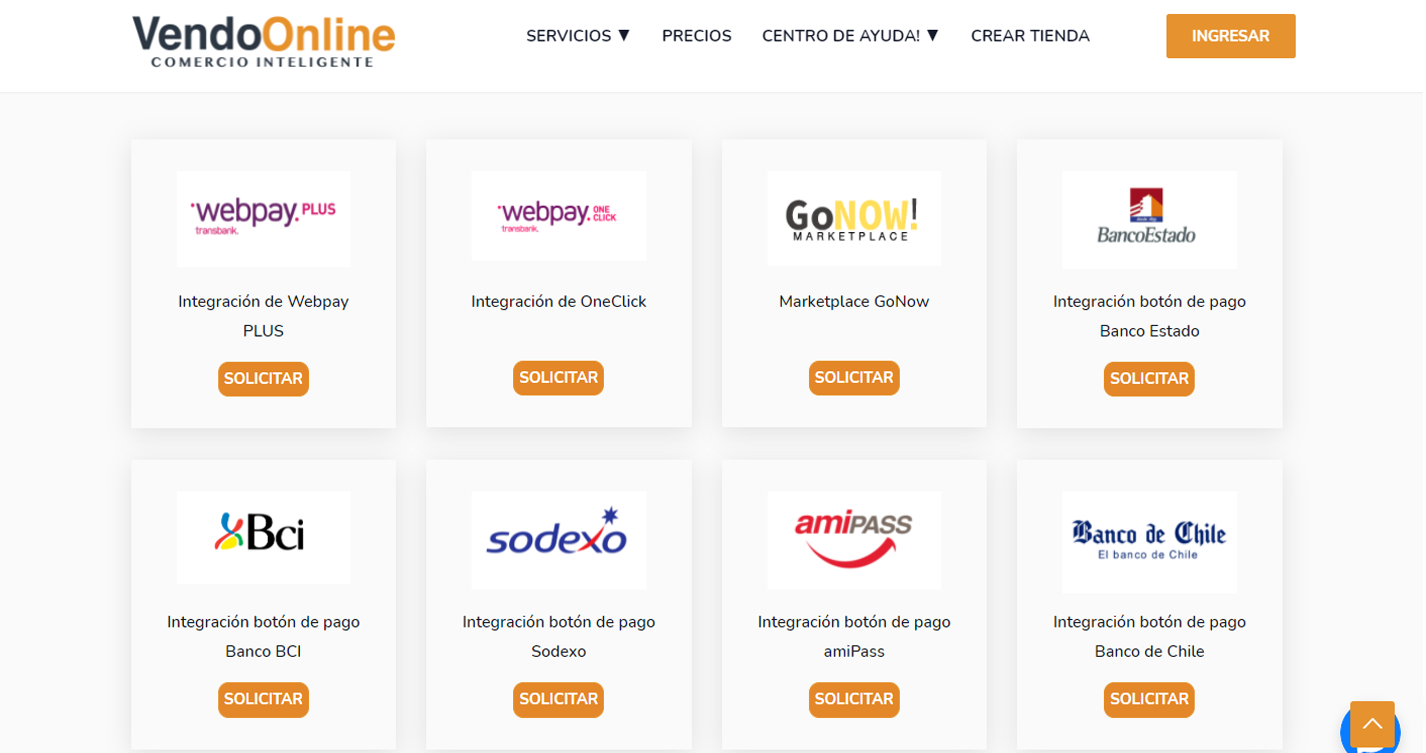 VendoOnline
COMERCIO INTELIGENTE
SERVICIOS ▼
PRECIOS
CENTRO DE AYUDA! ▼
CREAR TIENDA
INGRESAR
webpay. PLUS
transbank.
Integración de Webpay
PLUS
SOLICITAR
webpay. ONE
CLICK
transbank.
Integración de OneClick
SOLICITAR
GoNOW!
MARKETPLACE
Marketplace GoNow
SOLICITAR
BancoEstado
Integración botón de pago
Banco Estado
SOLICITAR
Bci
Integración botón de pago
Banco BCI
SOLICITAR
sodexo
Integración botón de pago
Sodexo
SOLICITAR
amiPASS
Integración botón de pago
amiPass
SOLICITAR
Banco de Chile
El banco de Chile
Integración botón de pago
Banco de Chile
SOLICITAR